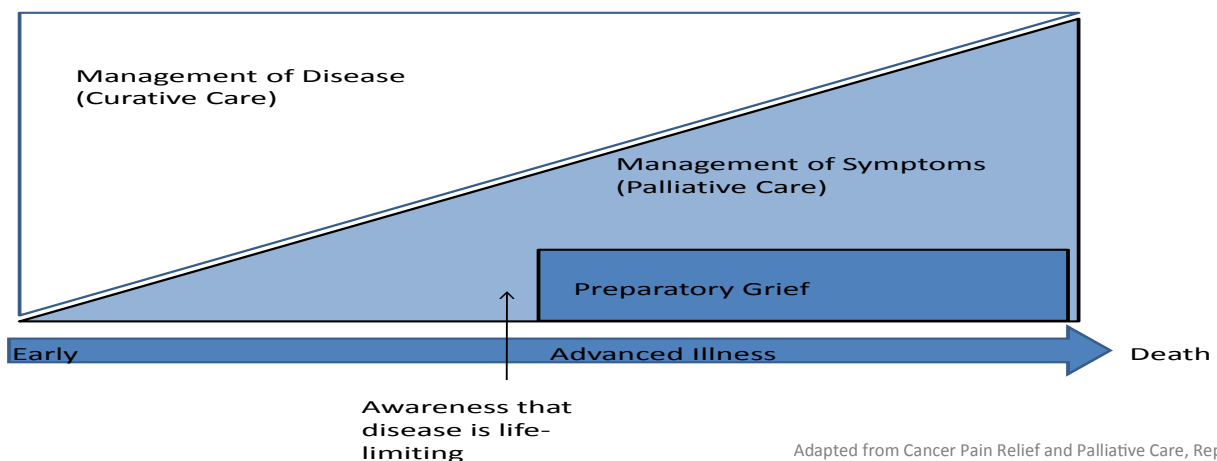 Management of Disease
(Curative Care)
Management of Symptoms
(Palliative Care)
Preparatory Grief
Early
Advanced Illness
Death
Awareness that
disease is life-
limiting
Adapted from Cancer Pain Relief and Palliative Care, Rep